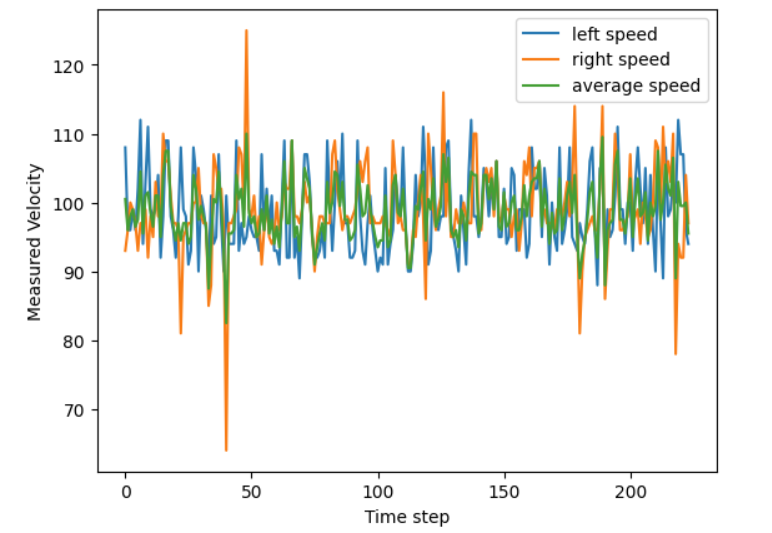 left speed
right speed
average speed
120
110
100
90
80
70
Measured Velocity
0 50 100 150 200
Time step